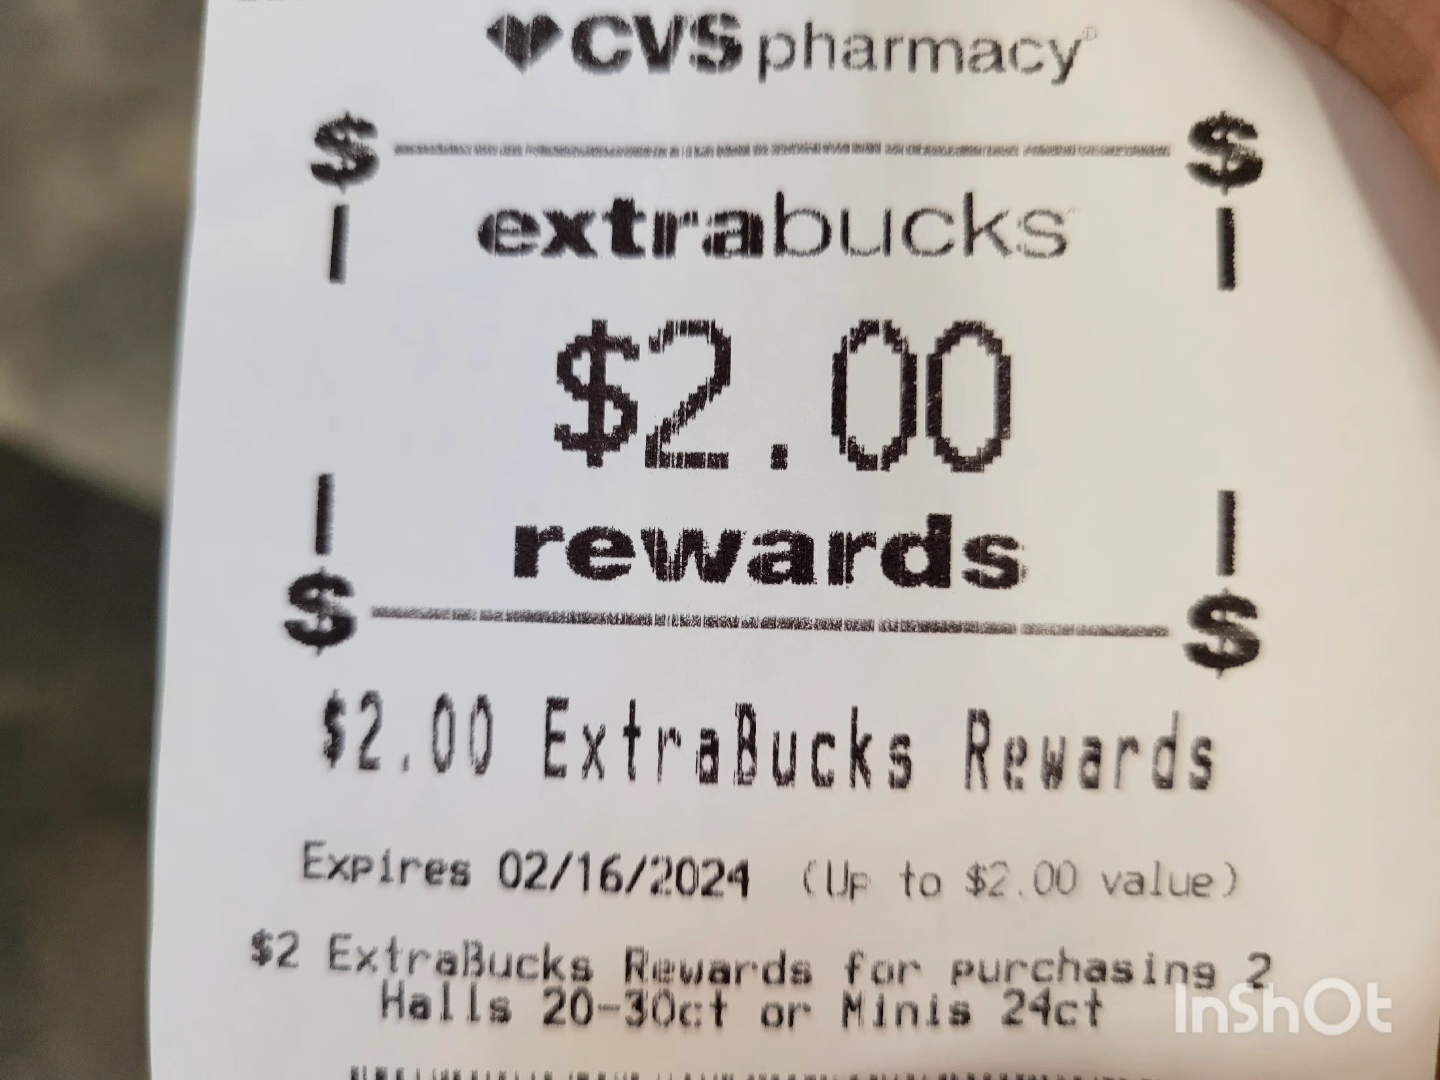 CVS pharmacy
$ $
extrabucks
$2.00
rewards
$ $
$2.00 ExtraBucks Rewards
Expires 02/16/2024 (Up to $2.00 value)
$2 ExtraBucks Rewards for purchasing 2
Halls 20-30ct or Minis 24ct
InShOt